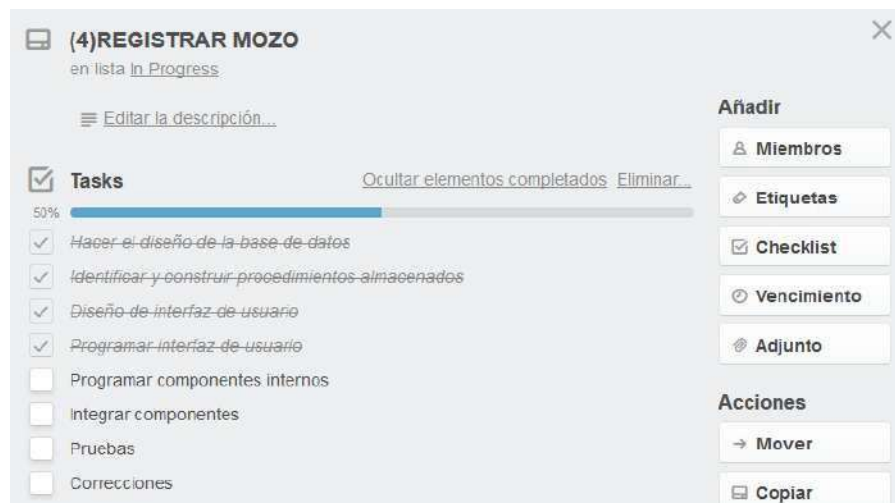 (4)REGISTRAR MOZO
en lista In Progress
Editar la descripción...
Tasks
Ocultar elementos completados Eliminar...
50%
Hacer el diseño de la base de datos
Identificar y construir procedimientos almacenados
Diseño de interfaz de usuario
Programar interfaz de usuario
Programar componentes internos
Integrar componentes
Pruebas
Correcciones
Añadir
Miembros
Etiquetas
Checklist
Vencimiento
Adjunto
Acciones
Mover
Copiar